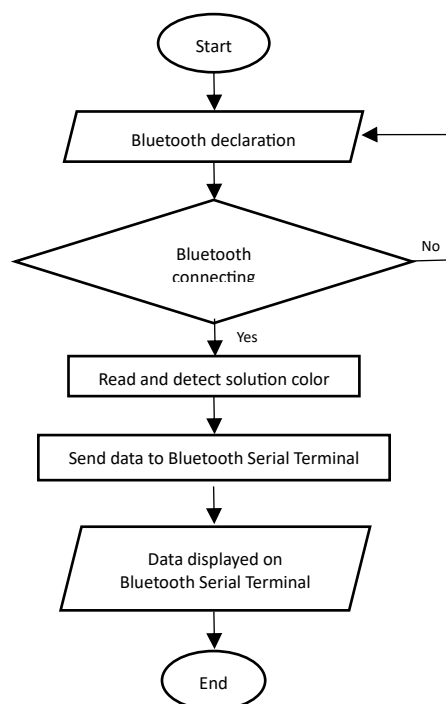 Start
Bluetooth declaration
Bluetooth
connecting
No
Yes
Read and detect solution color
Send data to Bluetooth Serial Terminal
Data displayed on
Bluetooth Serial Terminal
End